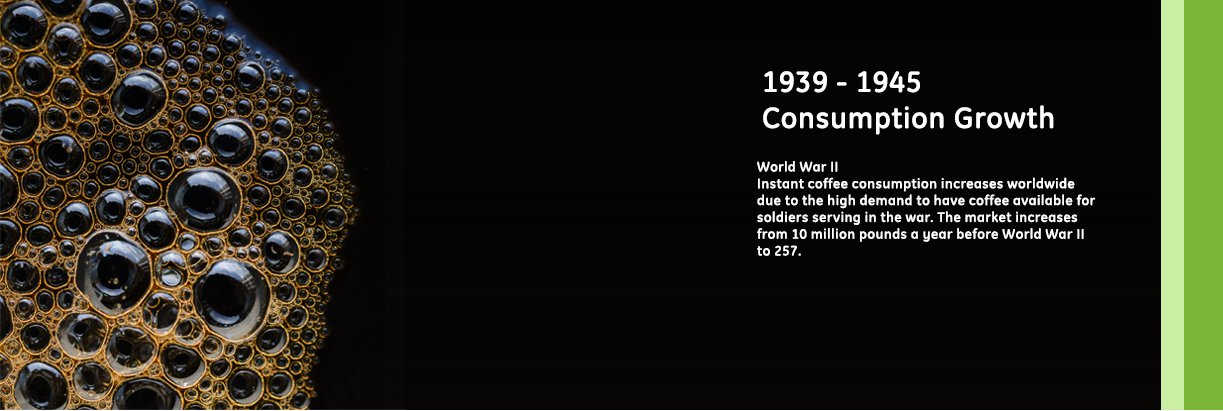 1939 - 1945
Consumption Growth
World War II
Instant coffee consumption increases worldwide
due to the high demand to have coffee available for
soldiers serving in the war. The market increases
from 10 million pounds a year before World War II
to 257.